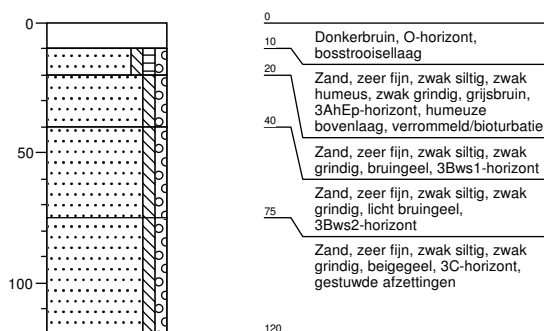 0
50
100
0
Donkerbruin, O-horizont,
bosstrooisellaag
10
Zand, zeer fijn, zwak siltig, zwak
humeus, zwak grindig, grijsbruin,
3AhEp-horizont, humeuze
bovenlaag, verrommeld/bioturbatie
20
Zand, zeer fijn, zwak siltig, zwak
grindig, bruingeel, 3Bws1-horizont
40
Zand, zeer fijn, zwak siltig, zwak
grindig, licht bruingeel,
3Bws2-horizont
75
Zand, zeer fijn, zwak siltig, zwak
grindig, beigegeel, 3C-horizont,
gestuwde afzettingen
120